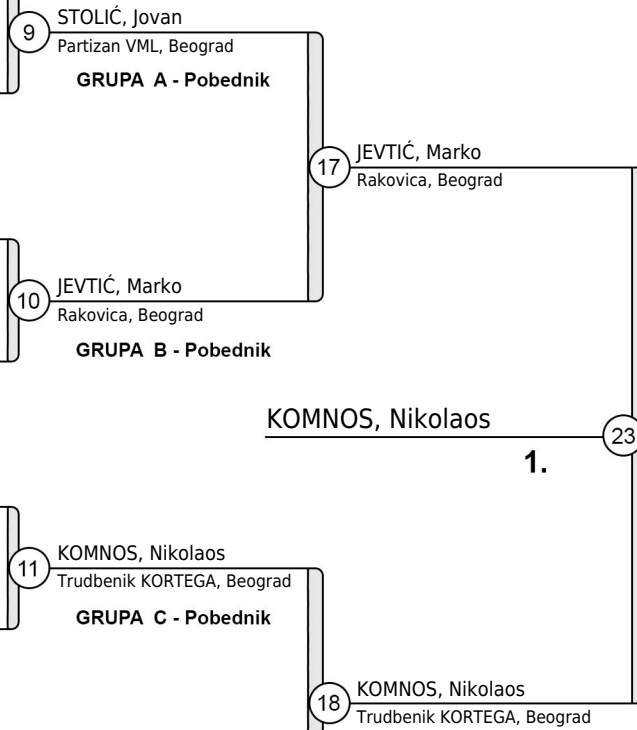 9
STOLIĆ, Jovan
Partizan VML, Beograd
GRUPA A - Pobednik
17
JEVTIĆ, Marko
Rakovica, Beograd
10
JEVTIĆ, Marko
Rakovica, Beograd
GRUPA B - Pobednik
KOMNOS, Nikolaos
23
1.
11
KOMNOS, Nikolaos
Trudbenik KORTEGA, Beograd
GRUPA C - Pobednik
18
KOMNOS, Nikolaos
Trudbenik KORTEGA, Beograd